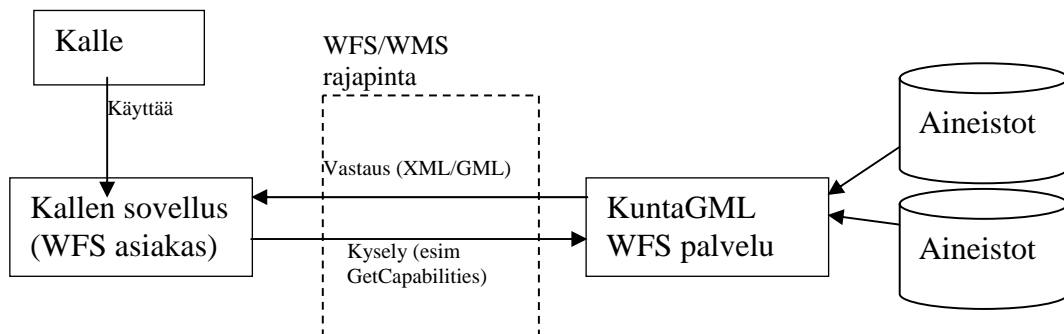 Kalle
WFS/WMS
rajapinta
Käyttää
Aineistot
Vastaus (XML/GML)
Kallen sovellus
(WFS asiakas)
KuntaGML
WFS palvelu
Kysely (esim
GetCapabilities)
Aineistot